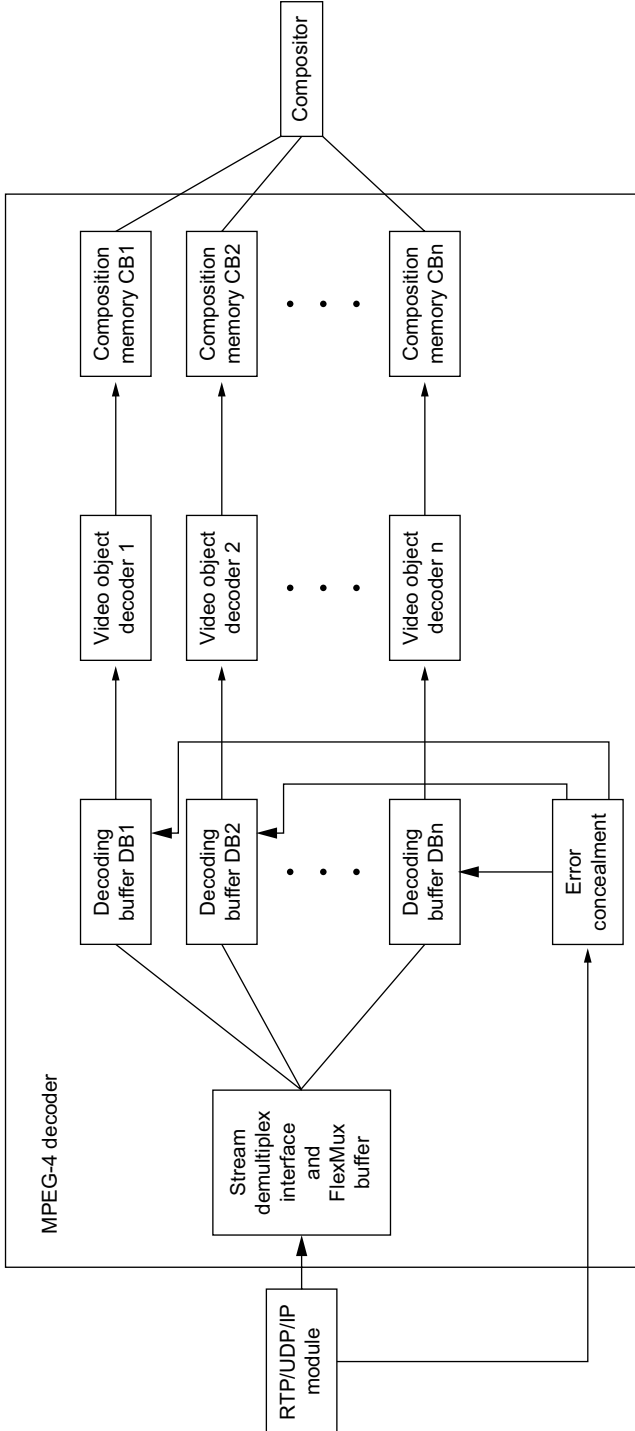 MPEG-4 decoder
RTP/UDP/IP
module
Stream
demultiplex
interface
and
FlexMux
buffer
Decoding
buffer DB1
Decoding
buffer DB2
Decoding
buffer DBn
Error
concealment
Video object
decoder 1
Video object
decoder 2
Video object
decoder n
Composition
memory CB1
Composition
memory CB2
Composition
memory CBn
Compositor